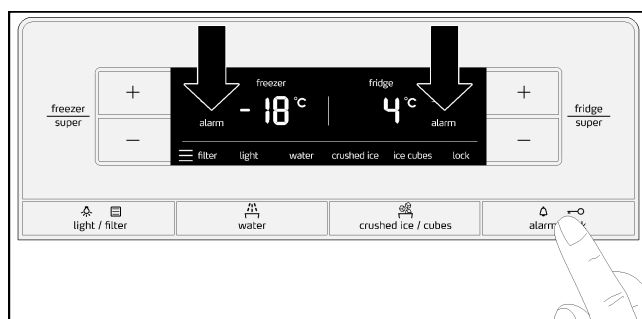 freezer fridge
freezer
super
+
−
alarm -18 °C 4 °C alarm
filter light water crushed ice ice cubes lock
+
−
fridge
super
light / filter
water
crushed ice / cubes
alarm